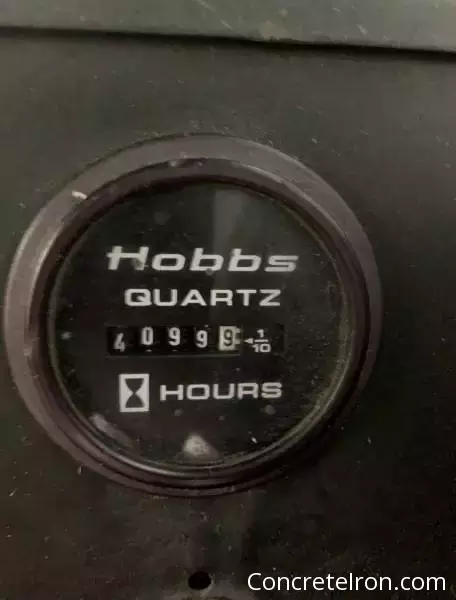 Hobbs
QUARTZ
40999 1/10
HOURS
ConcreteIron.com